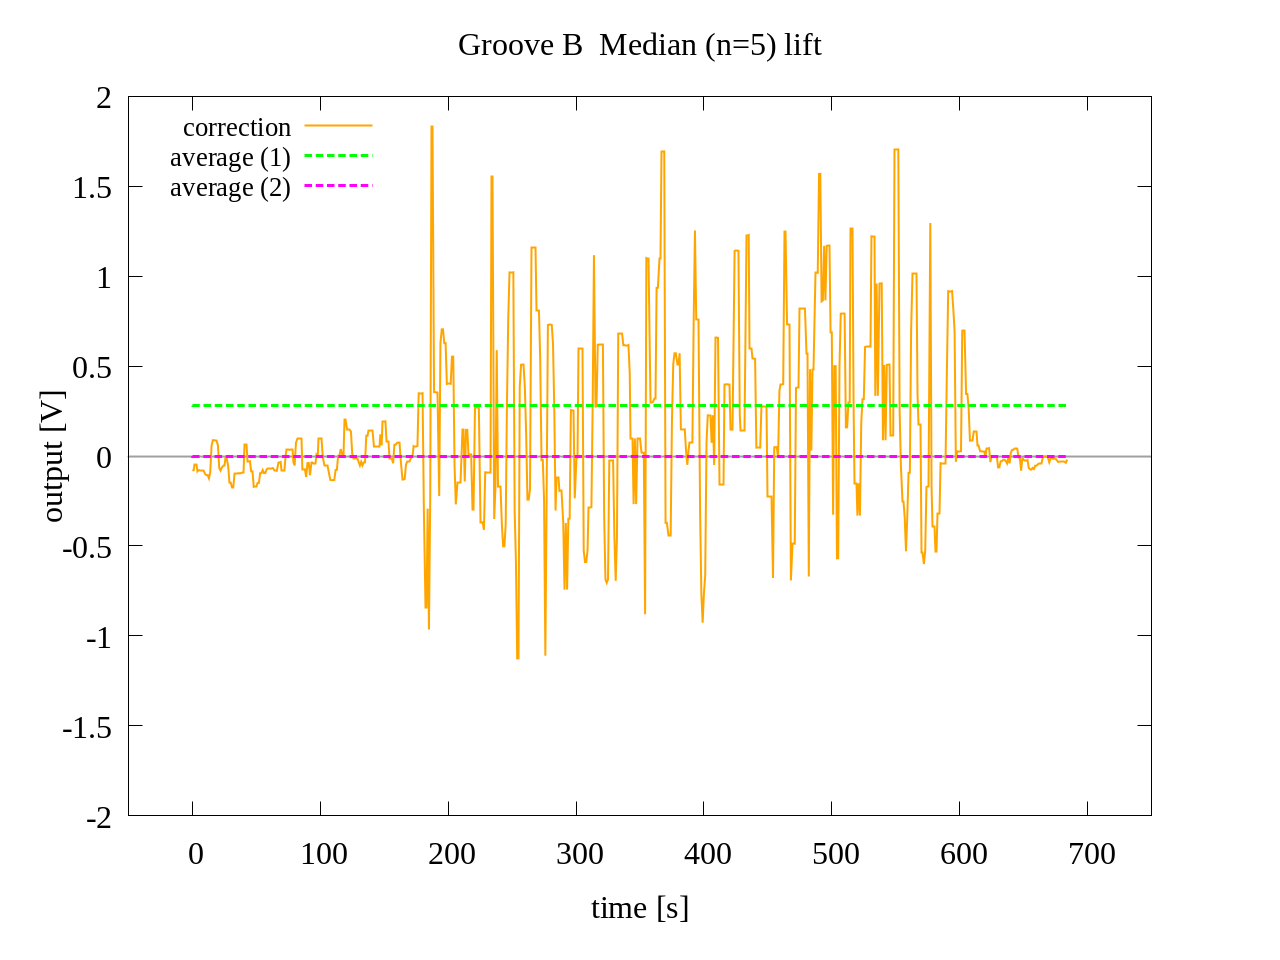 Groove B  Median (n=5) lift
correction
average (1)
average (2)
2
1.5
1
0.5
0
-0.5
-1
-1.5
-2
output [V]
0 100 200 300 400 500 600 700
time [s]